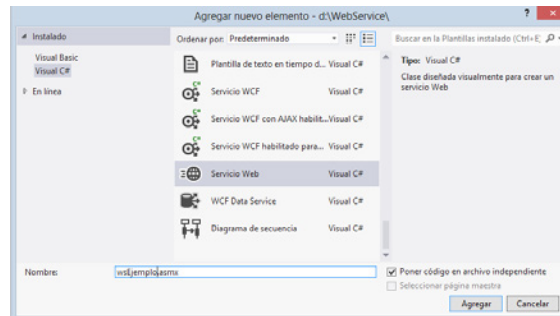 Agregar nuevo elemento - d:\WebService\
? ×
Instalado
Visual Basic
Visual C#
En línea
Ordenar por: Predeterminado
Buscar en la Plantillas instalado (Ctrl+E
Plantilla de texto en tiempo d... Visual C#
Servicio WCF Visual C#
Servicio WCF con AJAX habilit... Visual C#
Servicio WCF habilitado para... Visual C#
Servicio Web Visual C#
WCF Data Service Visual C#
Diagrama de secuencia Visual C#
Tipo: Visual C#
Clase diseñada visualmente para crear un
servicio Web
Nombre: wsEjemplo.asmx
Poner código en archivo independiente
Seleccionar página maestra
Agregar Cancelar